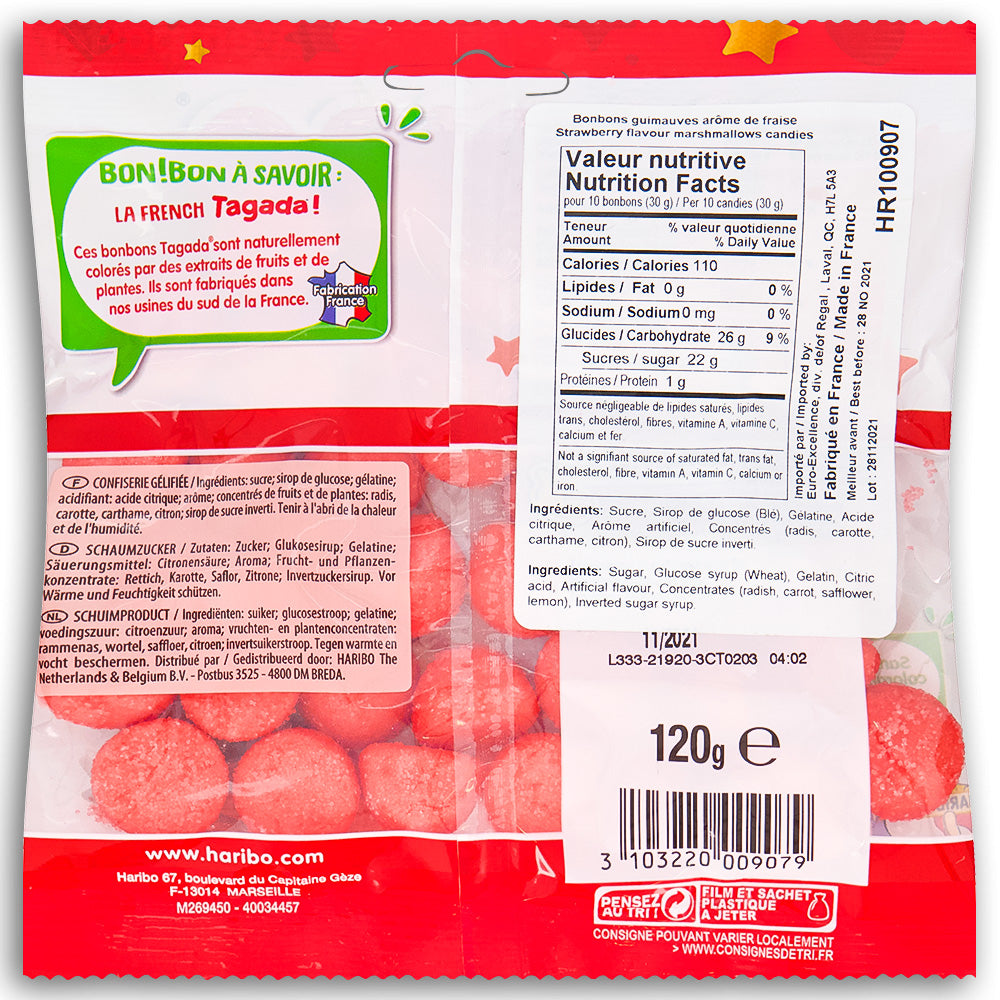 BON!BON À SAVOIR :
LA FRENCH Tagada!
Ces bonbons Tagada® sont naturellement
colorés par des extraits de fruits et de
plantes. Ils sont fabriqués dans
nos usines du sud de la France.
Fabrication
France
F CONFISERIE GÉLIFIÉE / Ingrédients: sucre; sirop de glucose; gélatine;
acidifiant: acide citrique; arôme; concentrés de fruits et de plantes: radis,
carotte, carthame, citron; sirop de sucre inverti. Tenir à l'abri de la chaleur
et de l'humidité.
D SCHAUMZUCKER / Zutaten: Zucker; Glukosesirup; Gelatine;
Säuerungsmittel: Citronensäure; Aroma; Frucht- und Pflanzen-
konzentrate: Rettich, Karotte, Saflor, Zitrone; Invertzuckersirup. Vor
Wärme und Feuchtigkeit schützen.
NL SCHUIMPRODUCT / Ingrediënten: suiker; glucosestroop; gelatine;
voedingszuur: citroenzuur; aroma; vruchten- en plantenconcentraten:
rammenas, wortel, saffloer, citroen; invertsuikerstroop. Tegen warmte en
vocht beschermen. Distribué par / Gedistribueerd door: HARIBO The
Netherlands & Belgium B.V. - Postbus 3525 - 4800 DM BREDA.
www.haribo.com
Haribo 67, boulevard du Capitaine Gèze
F-13014 MARSEILLE
M269450 - 40034457
Bonbons guimauves arôme de fraise
Strawberry flavour marshmallows candies
Valeur nutritive
Nutrition Facts
pour 10 bonbons (30 g) / Per 10 candies (30 g)
Teneur % valeur quotidienne
Amount % Daily Value
Calories / Calories 110
Lipides / Fat 0 g 0 %
Sodium / Sodium 0 mg 0 %
Glucides / Carbohydrate 26 g 9 %
Sucres / sugar 22 g
Protéines / Protein 1 g
Source négligeable de lipides saturés, lipides
trans, cholestérol, fibres, vitamine A, vitamine C,
calcium et fer
Not a signifiant source of saturated fat, trans fat,
cholesterol, fibre, vitamin A, vitamin C, calcium or
iron.
Importé par / Imported by:
Euro-Excellence, div. de/of Regal , Laval, QC, H7L 5A3
Fabriqué en France / Made in France
Meilleur avant / Best before : 28 NO 2021
Lot : 28112021
HR100907
Ingrédients: Sucre, Sirop de glucose (Blé), Gélatine, Acide
citrique, Arôme artificiel, Concentrés (radis, carotte,
carthame, citron), Sirop de sucre inverti.
Ingredients: Sugar, Glucose syrup (Wheat), Gelatin, Citric
acid, Artificial flavour, Concentrates (radish, carrot, safflower,
lemon), Inverted sugar syrup.
11/2021
L333-21920-3CT0203 04:02
120g e
3 103220 009079
PENSEZ
AU TRI !
FILM ET SACHET
PLASTIQUE
À JETER
CONSIGNE POUVANT VARIER LOCALEMENT
> WWW.CONSIGNESDETRI.FR